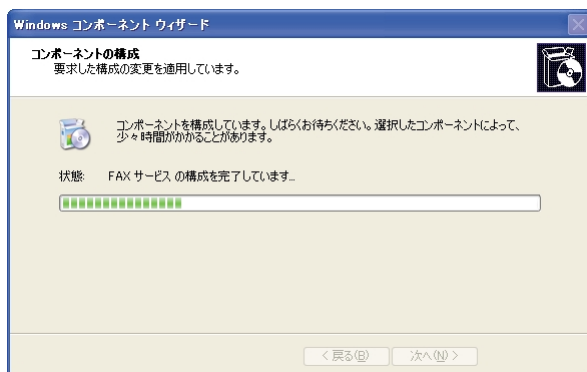 Windows コンポーネント ウィザード
コンポーネントの構成
要求した構成の変更を適用しています。
コンポーネントを構成しています。しばらくお待ちください。選択したコンポーネントによって、
少々時間がかかることがあります。
状態: FAX サービス の構成を完了しています...
< 戻る(B) 次へ(N) >